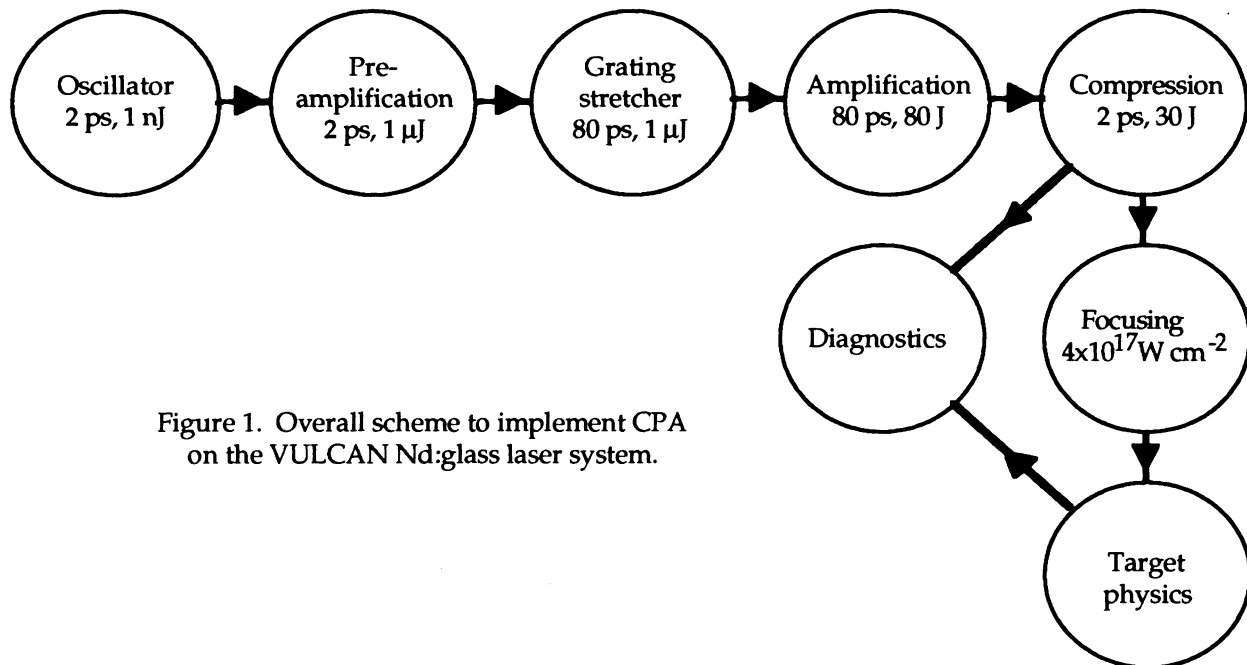 Oscillator
2 ps, 1 nJ
Pre-
amplification
2 ps, 1 μJ
Grating
stretcher
80 ps, 1 μJ
Amplification
80 ps, 80 J
Compression
2 ps, 30 J
Diagnostics
Focusing
4x10¹⁷W cm⁻²
Target
physics
Figure 1. Overall scheme to implement CPA
on the VULCAN Nd:glass laser system.